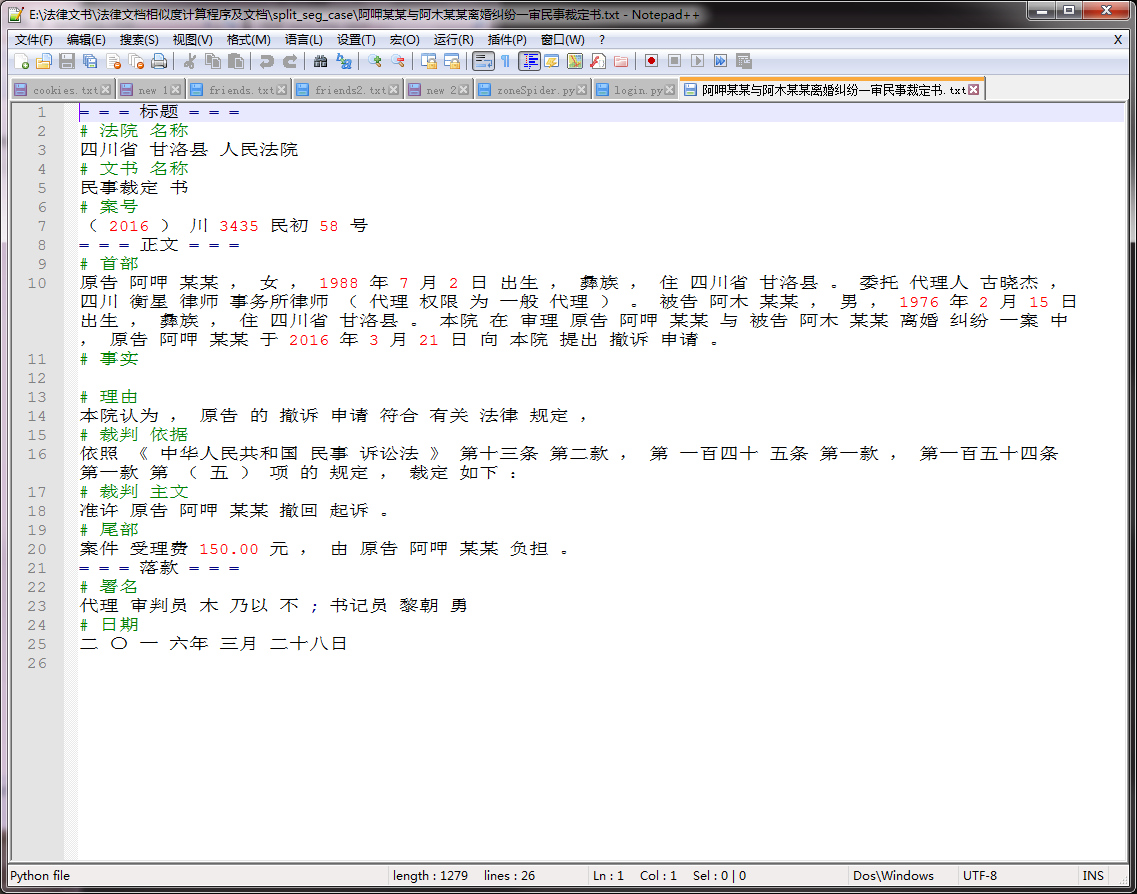 E:\法律文书\法律文档相似度计算程序及文档\split_seg_case\阿呷某某与阿木某某离婚纠纷一审民事裁定书.txt - Notepad++
文件(F) 编辑(E) 搜索(S) 视图(V) 格式(M) 语言(L) 设置(T) 宏(O) 运行(R) 插件(P) 窗口(W) ? X
cookies.txt new 1 friends.txt friends2.txt new 2 zoneSpider.py login.py 阿呷某某与阿木某某离婚纠纷一审民事裁定书.txt
1 = = = 标题 = = =
2 # 法院 名称
3 四川省 甘洛县 人民法院
4 # 文书 名称
5 民事裁定 书
6 # 案号
7 （ 2016 ） 川 3435 民初 58 号
8 = = = 正文 = = =
9 # 首部
10 原告 阿呷 某某 ， 女 ， 1988 年 7 月 2 日 出生 ， 彝族 ， 住 四川省 甘洛县 。 委托 代理人 古晓杰 ，
四川 衡星 律师 事务所律师 （ 代理 权限 为 一般 代理 ） 。 被告 阿木 某某 ， 男 ， 1976 年 2 月 15 日
出生 ， 彝族 ， 住 四川省 甘洛县 。 本院 在 审理 原告 阿呷 某某 与 被告 阿木 某某 离婚 纠纷 一案 中
， 原告 阿呷 某某 于 2016 年 3 月 21 日 向 本院 提出 撤诉 申请 。
11 # 事实
12
13 # 理由
14 本院认为 ， 原告 的 撤诉 申请 符合 有关 法律 规定 ，
15 # 裁判 依据
16 依照 《 中华人民共和国 民事 诉讼法 》 第十三条 第二款 ， 第 一百四十 五条 第一款 ， 第一百五十四条
第一款 第 （ 五 ） 项 的 规定 ， 裁定 如下 ：
17 # 裁判 主文
18 准许 原告 阿呷 某某 撤回 起诉 。
19 # 尾部
20 案件 受理费 150.00 元 ， 由 原告 阿呷 某某 负担 。
21 = = = 落款 = = =
22 # 署名
23 代理 审判员 木 乃以 不 ；书记员 黎朝 勇
24 # 日期
25 二 〇 一 六年 三月 二十八日
26
Python file length : 1279 lines : 26 Ln : 1 Col : 1 Sel : 0 | 0 Dos\Windows UTF-8 INS